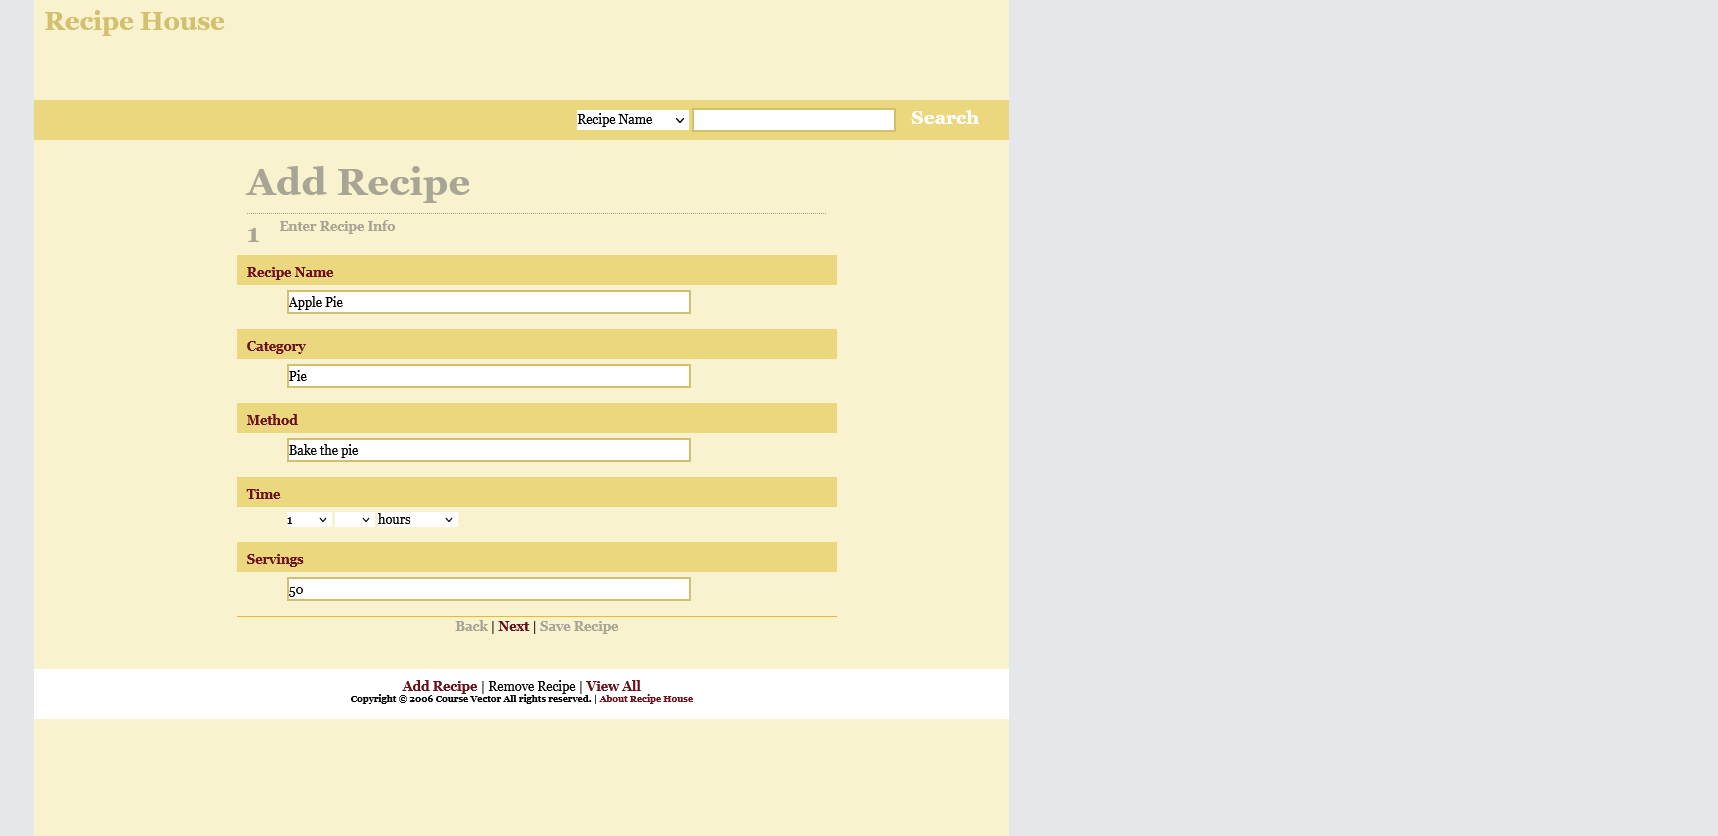 Recipe House
Recipe Name Search
Add Recipe
1 Enter Recipe Info
Recipe Name
Apple Pie
Category
Pie
Method
Bake the pie
Time
1 hours
Servings
50
Back | Next | Save Recipe
Add Recipe | Remove Recipe | View All
Copyright © 2006 Course Vector All rights reserved. | About Recipe House